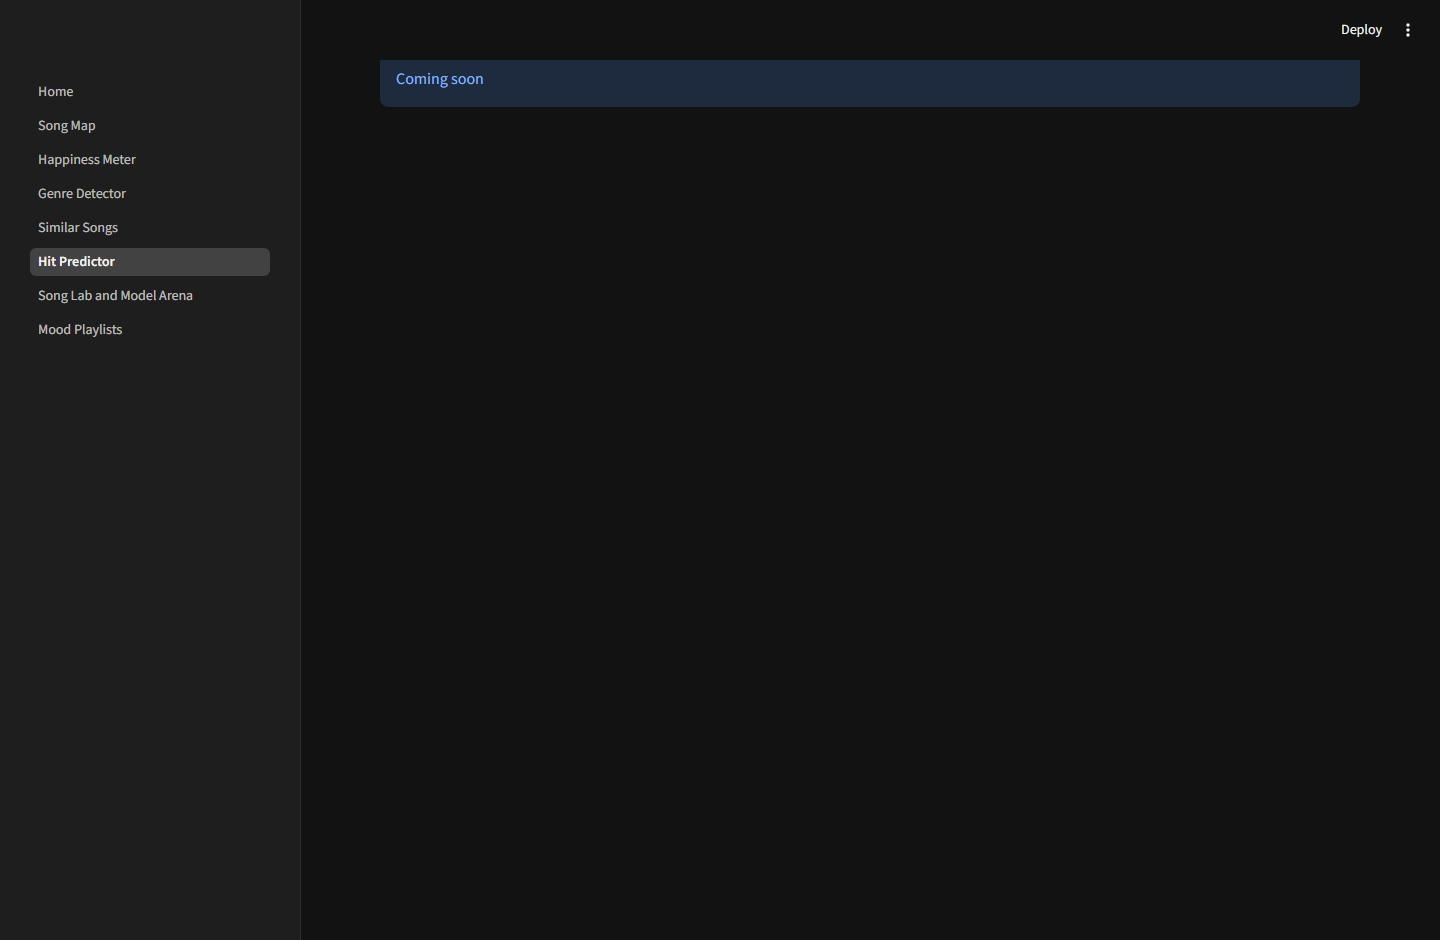 Deploy
Home
Song Map
Happiness Meter
Genre Detector
Similar Songs
Hit Predictor
Song Lab and Model Arena
Mood Playlists
Coming soon